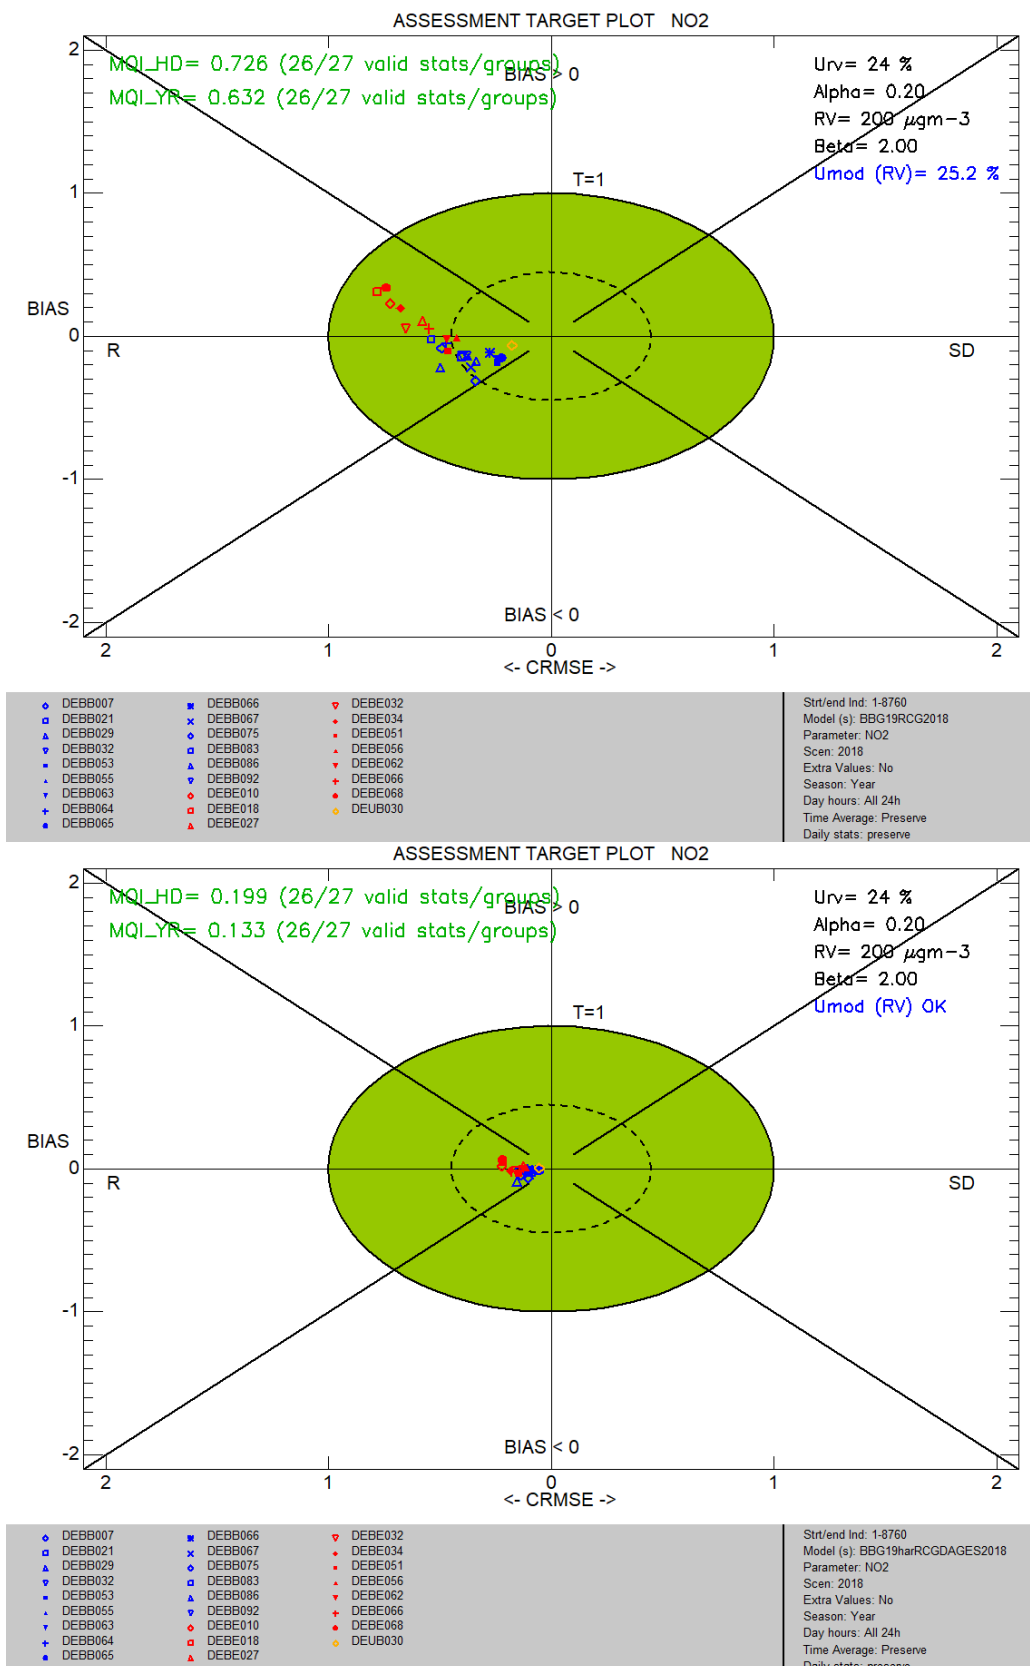 ASSESSMENT TARGET PLOT NO2
2
MQI_HD= 0.726 (26/27 valid stats/groups)
BIAS > 0
MQI_YR= 0.632 (26/27 valid stats/groups)
Urv= 24 %
Alpha= 0.20
RV= 200 µgm-3
Beta= 2.00
Umod (RV)= 25.2 %
1
T=1
BIAS
0
R
SD
-1
BIAS < 0
-2
2 1 0 1 2
<- CRMSE ->
DEBB007 DEBB066 DEBE032
DEBB021 DEBB067 DEBE034
DEBB029 DEBB075 DEBE051
DEBB032 DEBB083 DEBE056
DEBB053 DEBB086 DEBE062
DEBB055 DEBB092 DEBE066
DEBB063 DEBE010 DEBE068
DEBB064 DEBE018 DEUB030
DEBB065 DEBE027
Strt/end Ind: 1-8760
Model (s): BBG19RCG2018
Parameter: NO2
Scen: 2018
Extra Values: No
Season: Year
Day hours: All 24h
Time Average: Preserve
Daily stats: preserve
ASSESSMENT TARGET PLOT NO2
2
MQI_HD= 0.199 (26/27 valid stats/groups)
BIAS > 0
MQI_YR= 0.133 (26/27 valid stats/groups)
Urv= 24 %
Alpha= 0.20
RV= 200 µgm-3
Beta= 2.00
Umod (RV) OK
1
T=1
BIAS
0
R
SD
-1
BIAS < 0
-2
2 1 0 1 2
<- CRMSE ->
DEBB007 DEBB066 DEBE032
DEBB021 DEBB067 DEBE034
DEBB029 DEBB075 DEBE051
DEBB032 DEBB083 DEBE056
DEBB053 DEBB086 DEBE062
DEBB055 DEBB092 DEBE066
DEBB063 DEBE010 DEBE068
DEBB064 DEBE018 DEUB030
DEBB065 DEBE027
Strt/end Ind: 1-8760
Model (s): BBG19harRCGDAGES2018
Parameter: NO2
Scen: 2018
Extra Values: No
Season: Year
Day hours: All 24h
Time Average: Preserve
Daily stats: preserve